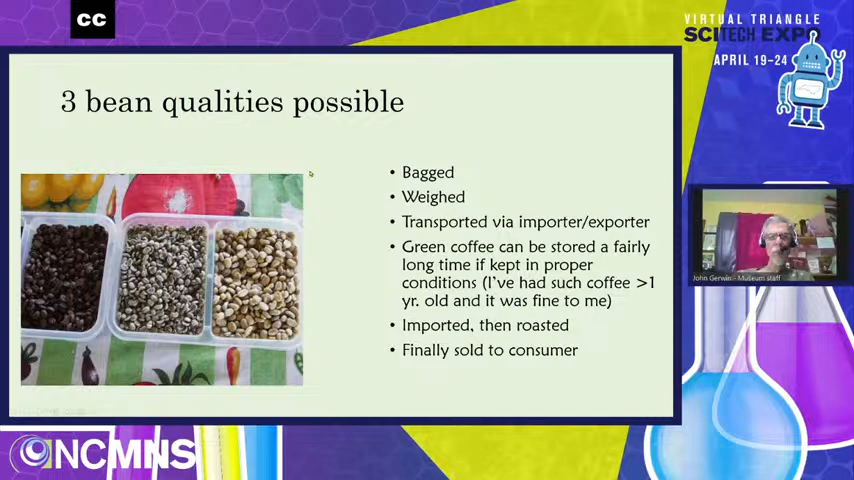 CC
VIRTUAL TRIANGLE
SCITECH EXPO
APRIL 19-24
3 bean qualities possible
• Bagged
• Weighed
• Transported via importer/exporter
• Green coffee can be stored a fairly
long time if kept in proper
conditions (I've had such coffee >1
yr. old and it was fine to me)
• Imported, then roasted
• Finally sold to consumer
John Gerwin - Museum staff
NCMNS